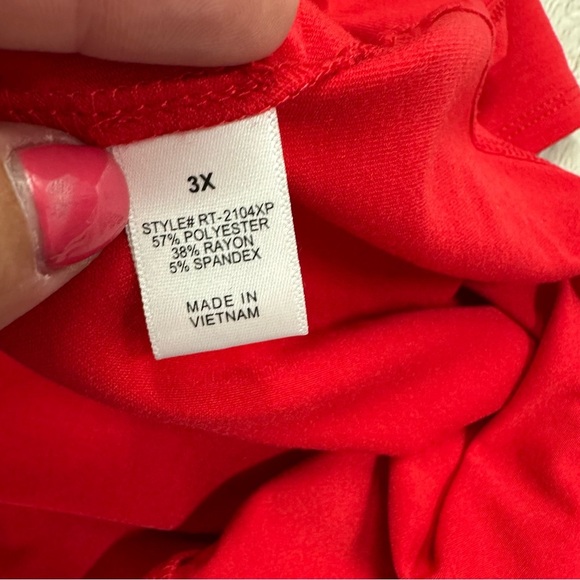 3X
STYLE# RT-2104XP
57% POLYESTER
38% RAYON
5% SPANDEX
MADE IN
VIETNAM